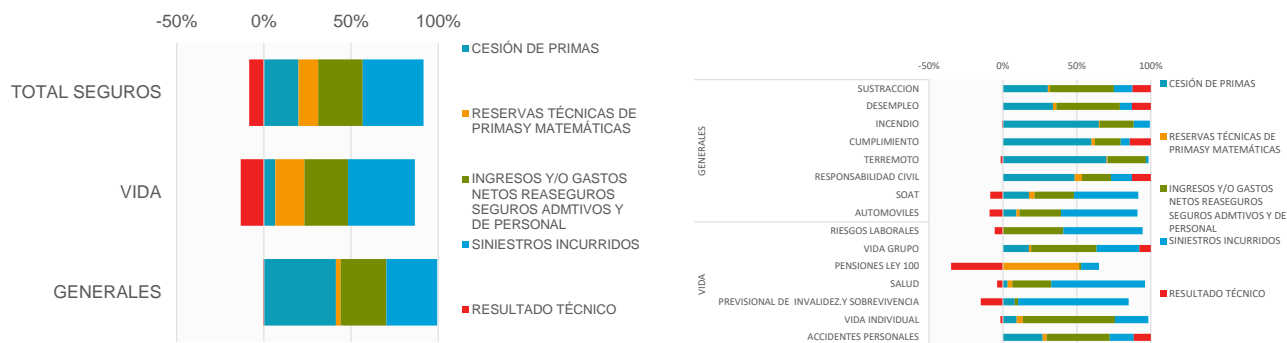 -50% 0% 50% 100%
TOTAL SEGUROS
VIDA
GENERALES
CESIÓN DE PRIMAS
RESERVAS TÉCNICAS DE
PRIMASY MATEMÁTICAS
INGRESOS Y/O GASTOS
NETOS REASEGUROS
SEGUROS ADMTIVOS Y
DE PERSONAL
SINIESTROS INCURRIDOS
RESULTADO TÉCNICO
-50% 0% 50% 100%
GENERALES
SUSTRACCION
DESEMPLEO
INCENDIO
CUMPLIMIENTO
TERREMOTO
RESPONSABILIDAD CIVIL
SOAT
AUTOMOVILES
VIDA
RIESGOS LABORALES
VIDA GRUPO
PENSIONES LEY 100
SALUD
PREVISIONAL DE INVALIDEZ.Y SOBREVIVENCIA
VIDA INDIVIDUAL
ACCIDENTES PERSONALES
CESIÓN DE PRIMAS
RESERVAS TÉCNICAS DE
PRIMASY MATEMÁTICAS
INGRESOS Y/O GASTOS
NETOS REASEGUROS
SEGUROS ADMTIVOS Y DE
PERSONAL
SINIESTROS INCURRIDOS
RESULTADO TÉCNICO